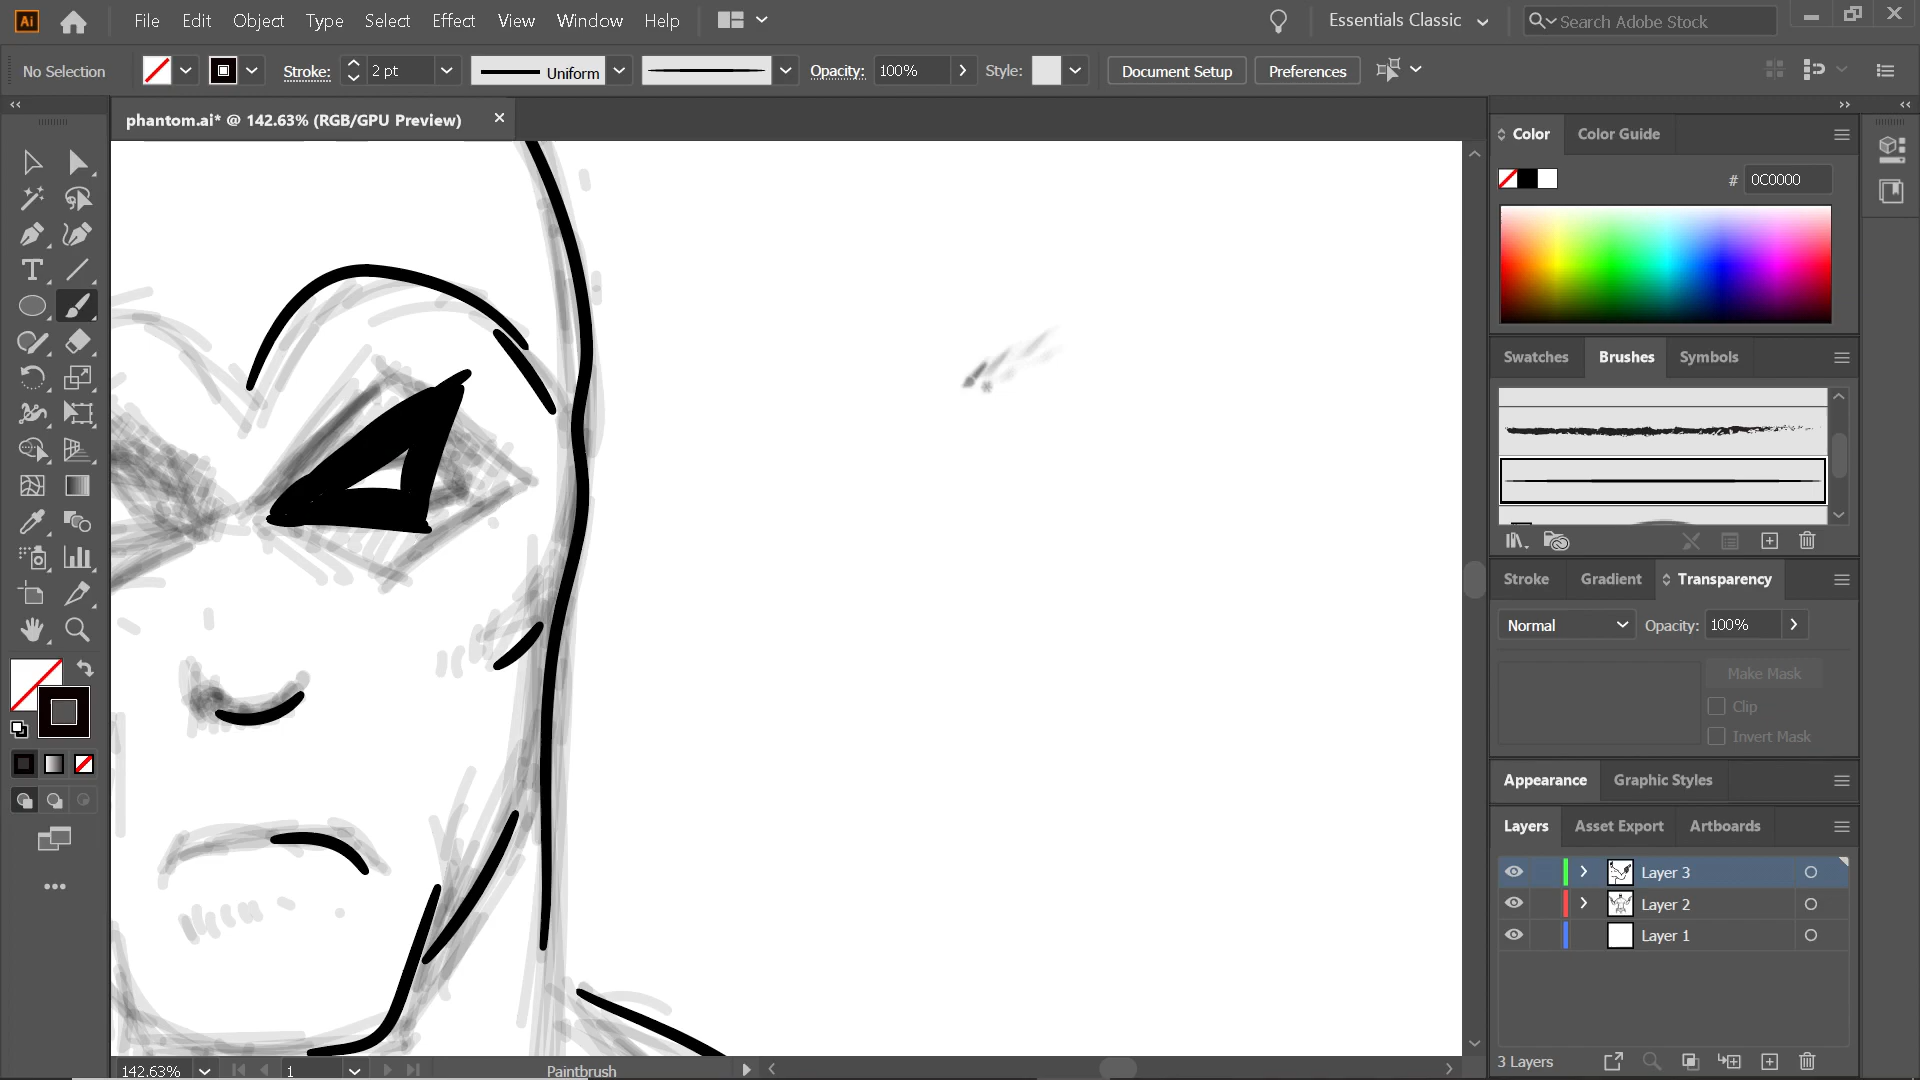 Ai File Edit Object Type Select Effect View Window Help Essentials Classic Search Adobe Stock
No Selection Stroke: 2 pt Uniform Opacity: 100% Style: Document Setup Preferences
phantom.ai* @ 142.63% (RGB/GPU Preview)
Color Color Guide
# 0C0000
Swatches Brushes Symbols
Stroke Gradient Transparency
Normal Opacity: 100%
Make Mask
Clip
Invert Mask
Appearance Graphic Styles
Layers Asset Export Artboards
Layer 3
Layer 2
Layer 1
3 Layers
142.63% 1 Paintbrush